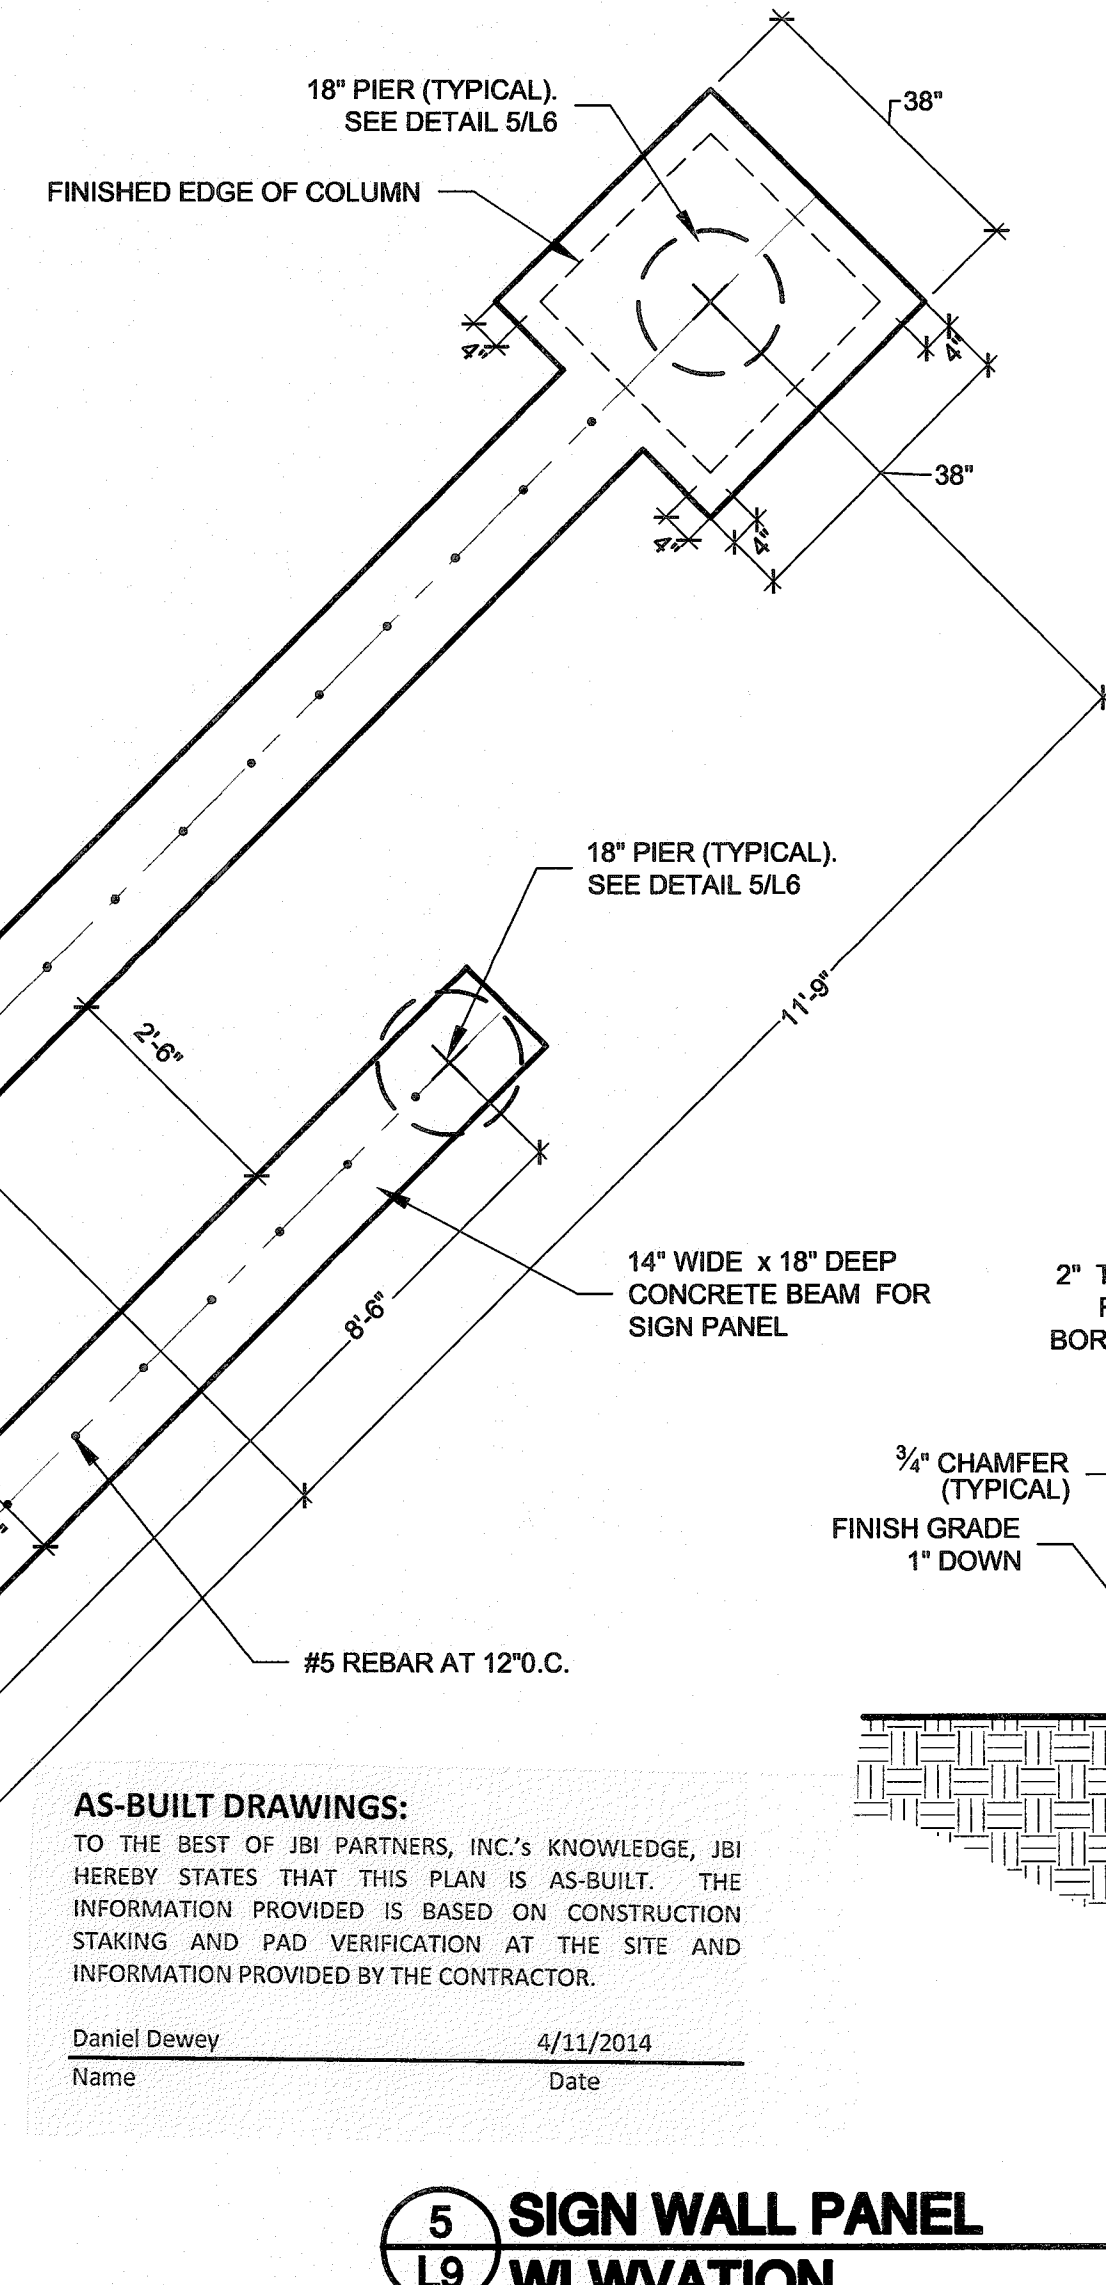 18" PIER (TYPICAL).
SEE DETAIL 5/L6
38"
FINISHED EDGE OF COLUMN
4"
4"
38"
4"
4"
18" PIER (TYPICAL).
SEE DETAIL 5/L6
11'-9"
2'-6"
14" WIDE x 18" DEEP
CONCRETE BEAM FOR
SIGN PANEL
2"
BOR
8'-6"
3/4" CHAMFER
(TYPICAL)
FINISH GRADE
1" DOWN
#5 REBAR AT 12"O.C.
AS-BUILT DRAWINGS:
TO THE BEST OF JBI PARTNERS, INC.'s KNOWLEDGE, JBI
HEREBY STATES THAT THIS PLAN IS AS-BUILT. THE
INFORMATION PROVIDED IS BASED ON CONSTRUCTION
STAKING AND PAD VERIFICATION AT THE SITE AND
INFORMATION PROVIDED BY THE CONTRACTOR.
Daniel Dewey 4/11/2014
Name Date
5 SIGN WALL PANEL
L9